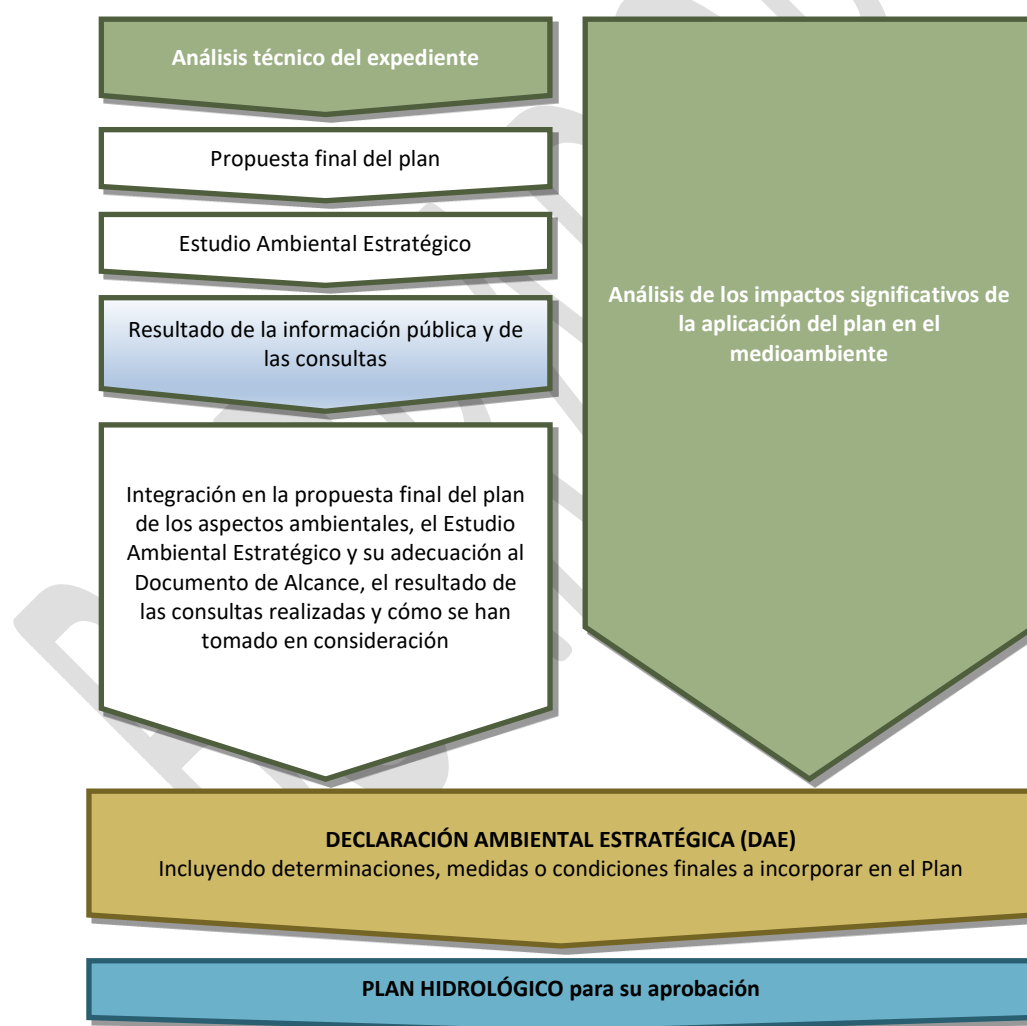 Análisis técnico del expediente
Propuesta final del plan
Estudio Ambiental Estratégico
Resultado de la información pública y de
las consultas
Integración en la propuesta final del plan
de los aspectos ambientales, el Estudio
Ambiental Estratégico y su adecuación al
Documento de Alcance, el resultado de
las consultas realizadas y cómo se han
tomado en consideración
Análisis de los impactos significativos de
la aplicación del plan en el
medioambiente
DECLARACIÓN AMBIENTAL ESTRATÉGICA (DAE)
Incluyendo determinaciones, medidas o condiciones finales a incorporar en el Plan
PLAN HIDROLÓGICO para su aprobación